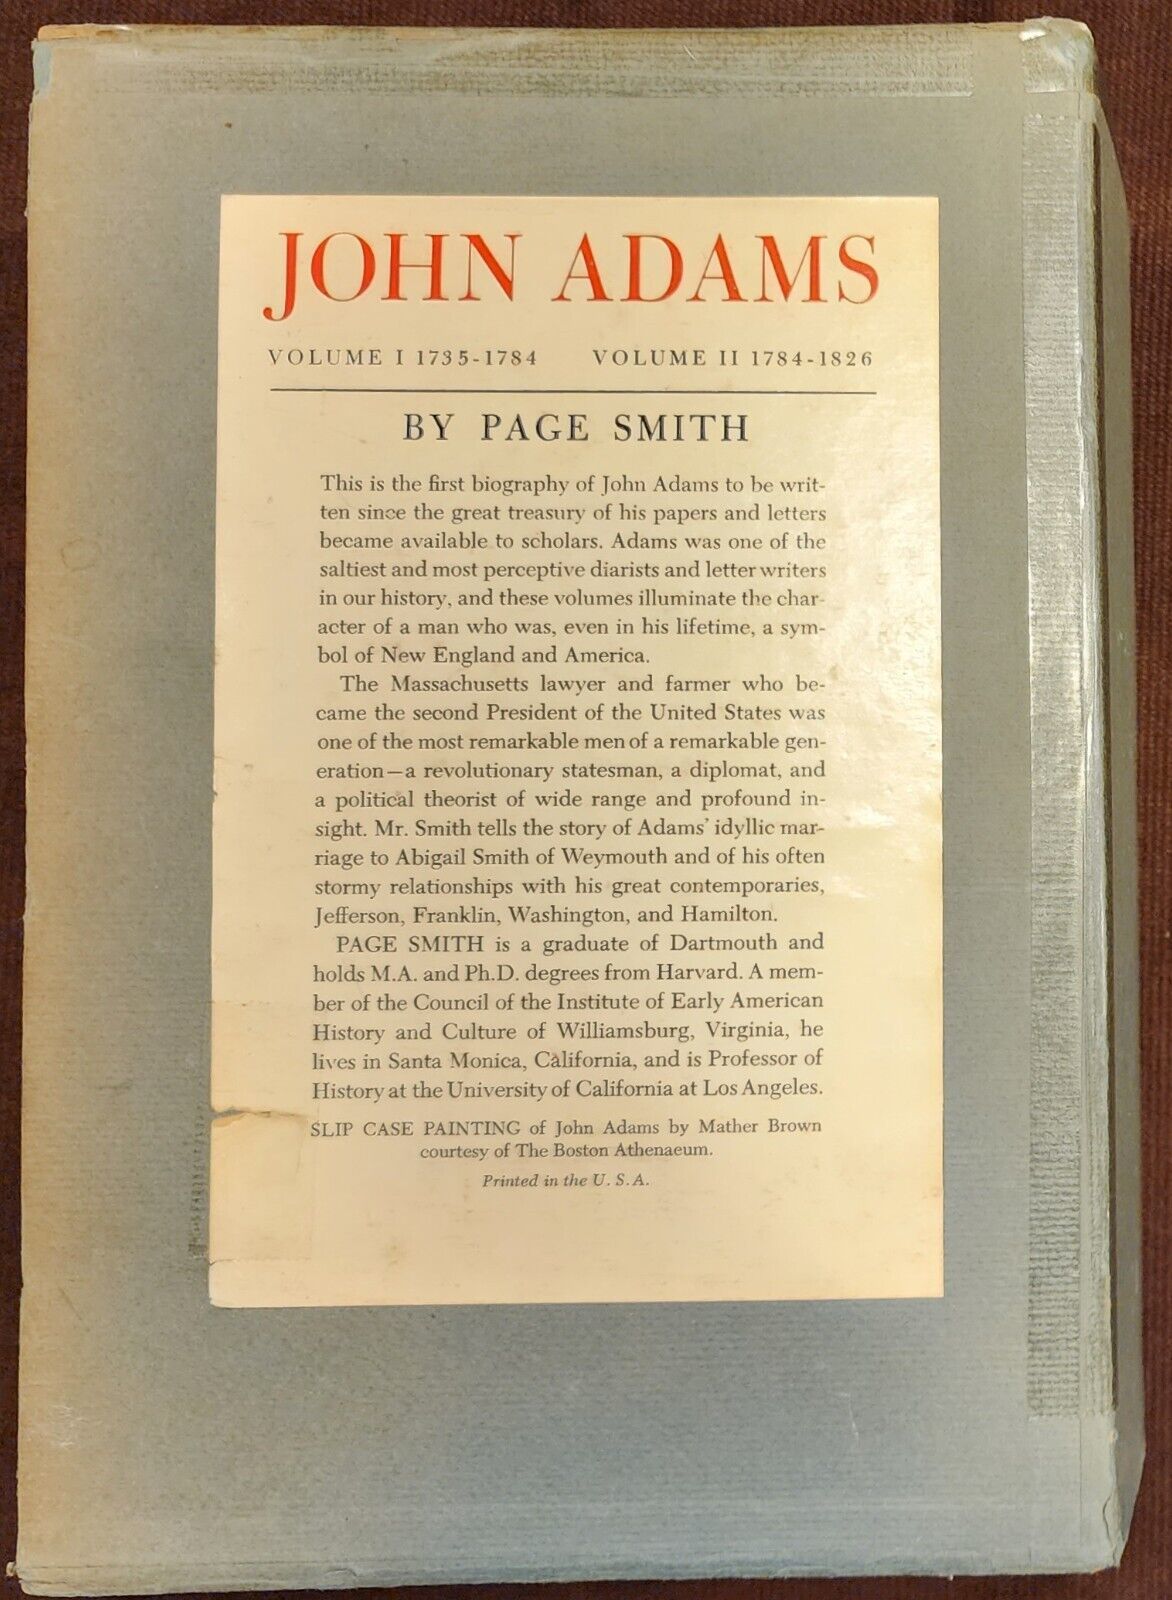 JOHN ADAMS
VOLUME I 1735-1784 VOLUME II 1784-1826
BY PAGE SMITH
This is the first biography of John Adams to be writ-
ten since the great treasury of his papers and letters
became available to scholars. Adams was one of the
saltiest and most perceptive diarists and letter writers
in our history, and these volumes illuminate the char-
acter of a man who was, even in his lifetime, a sym-
bol of New England and America.
The Massachusetts lawyer and farmer who be-
came the second President of the United States was
one of the most remarkable men of a remarkable gen-
eration—a revolutionary statesman, a diplomat, and
a political theorist of wide range and profound in-
sight. Mr. Smith tells the story of Adams' idyllic mar-
riage to Abigail Smith of Weymouth and of his often
stormy relationships with his great contemporaries,
Jefferson, Franklin, Washington, and Hamilton.
PAGE SMITH is a graduate of Dartmouth and
holds M.A. and Ph.D. degrees from Harvard. A mem-
ber of the Council of the Institute of Early American
History and Culture of Williamsburg, Virginia, he
lives in Santa Monica, California, and is Professor of
History at the University of California at Los Angeles.
SLIP CASE PAINTING of John Adams by Mather Brown
courtesy of The Boston Athenaeum.
Printed in the U. S. A.